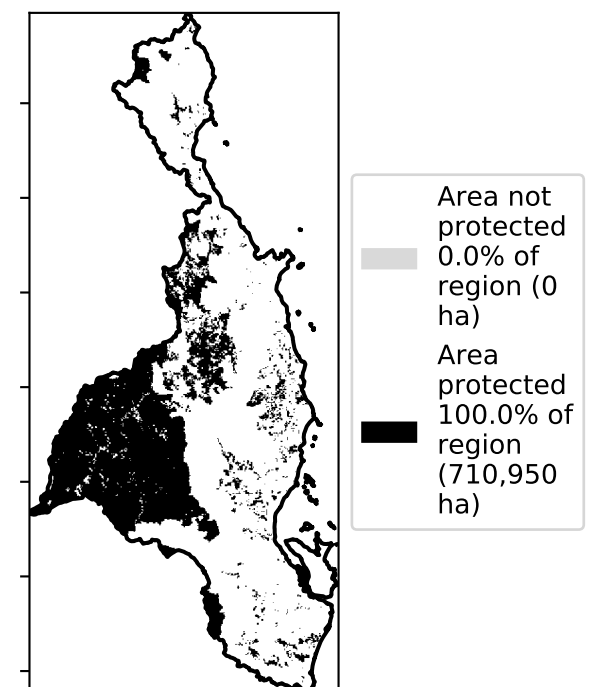 Area not
protected
0.0% of
region (0
ha)
Area
protected
100.0% of
region
(710,950
ha)